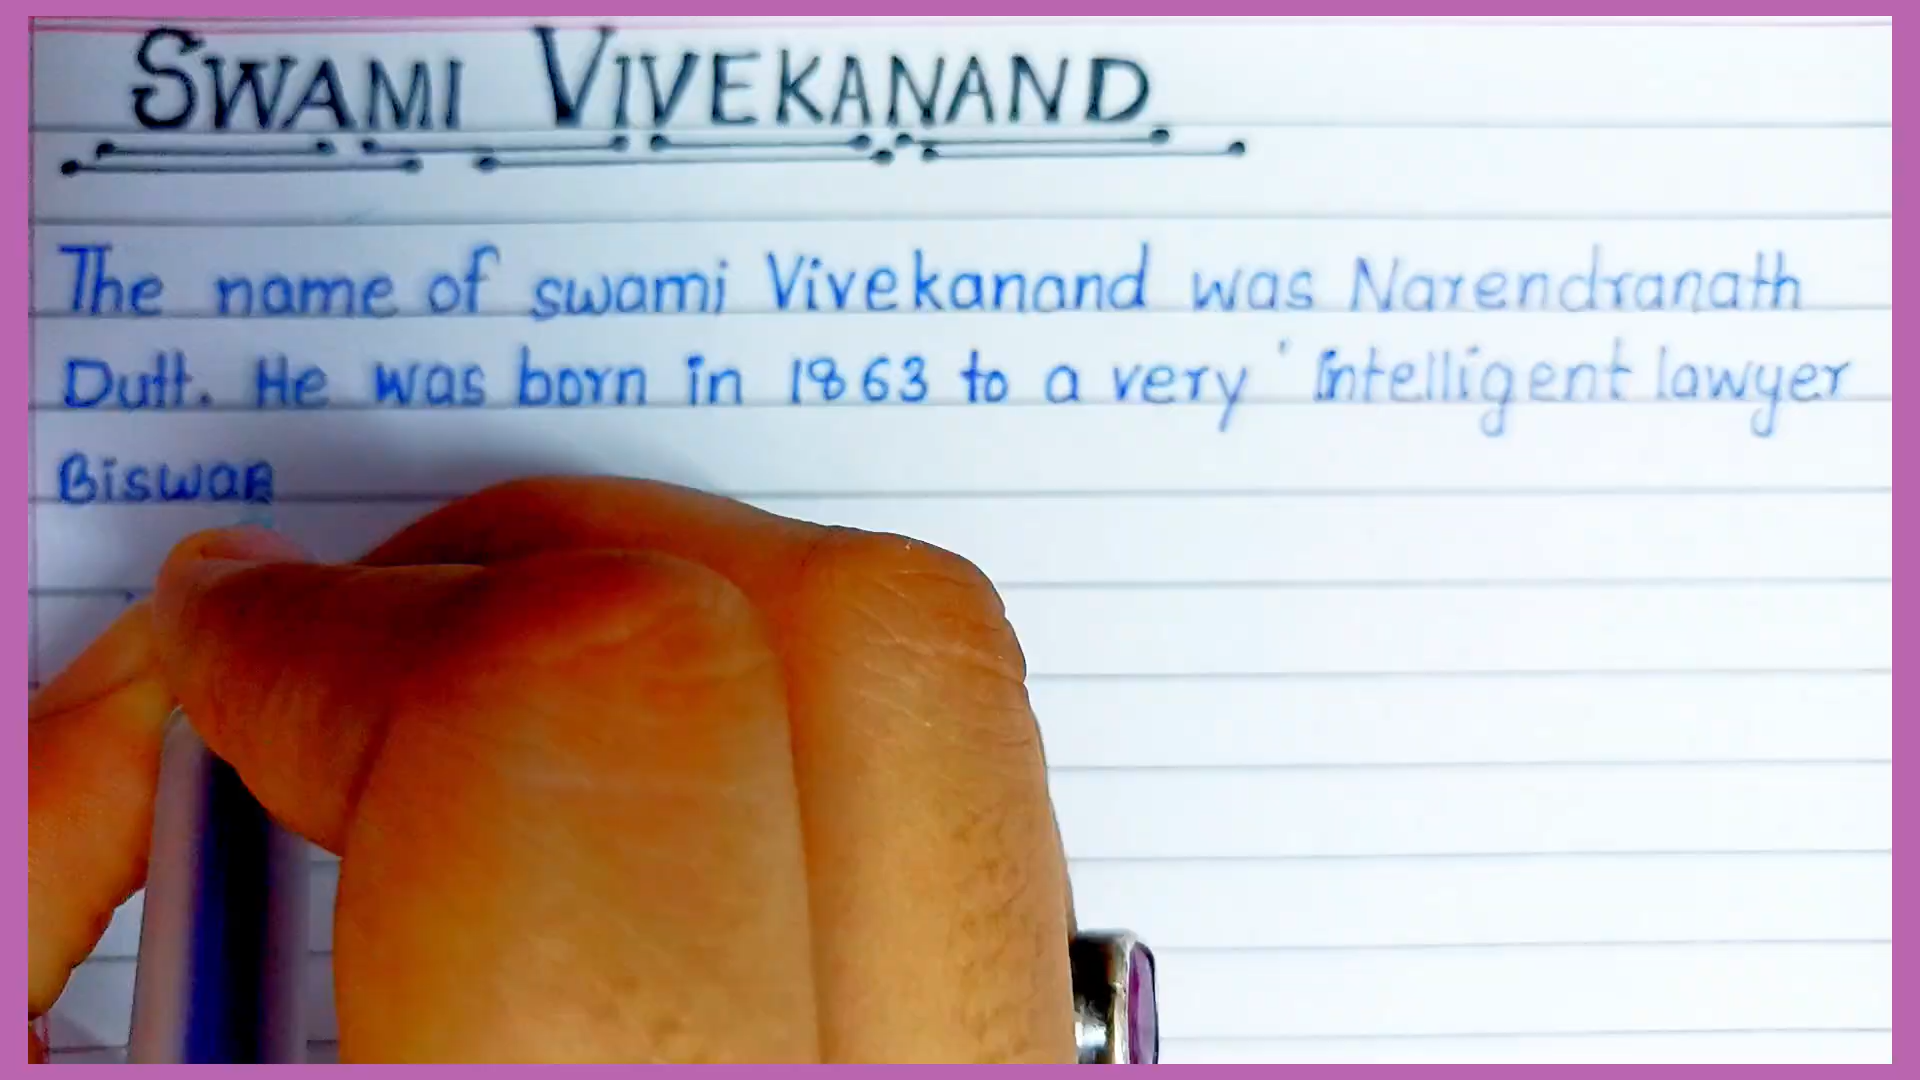 SWAMI VIVEKANAND
The name of swami Vivekanand was Narendranath
Dutt. He was born in 1863 to a very ' intelligent lawyer